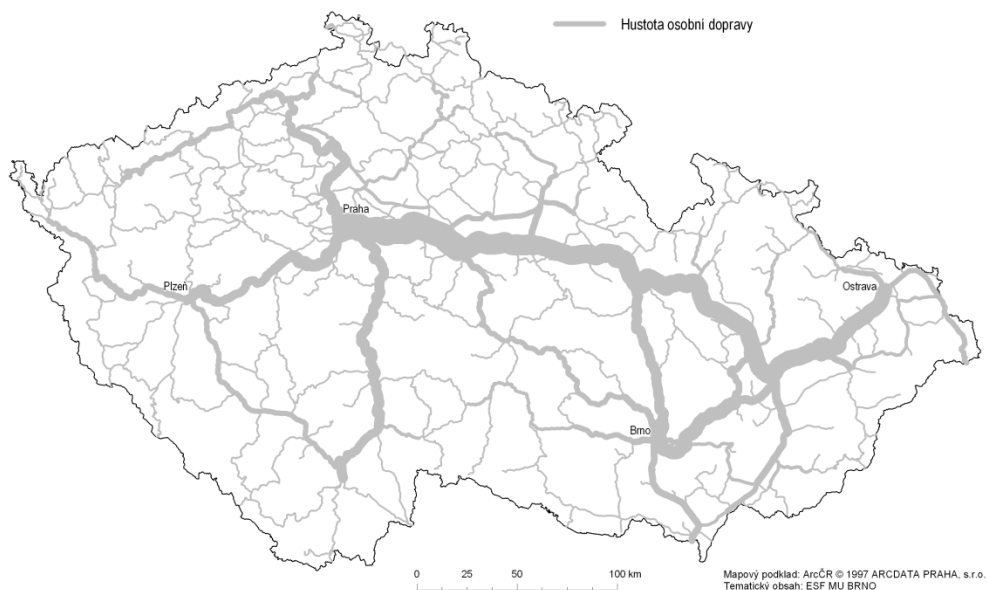 Hustota osobni dopravy
Praha
Plzeň
Ostrava
Brno
0 25 50 100 km
Mapový podklad: ArcČR © 1997 ARCDATA PRAHA, s.r.o.
Tematický obsah: ESF MU BRNO